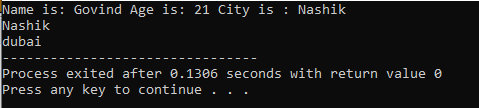 Name is: Govind Age is: 21 City is : Nashik
Nashik
dubai
--------------------------------
Process exited after 0.1306 seconds with return value 0
Press any key to continue . . .